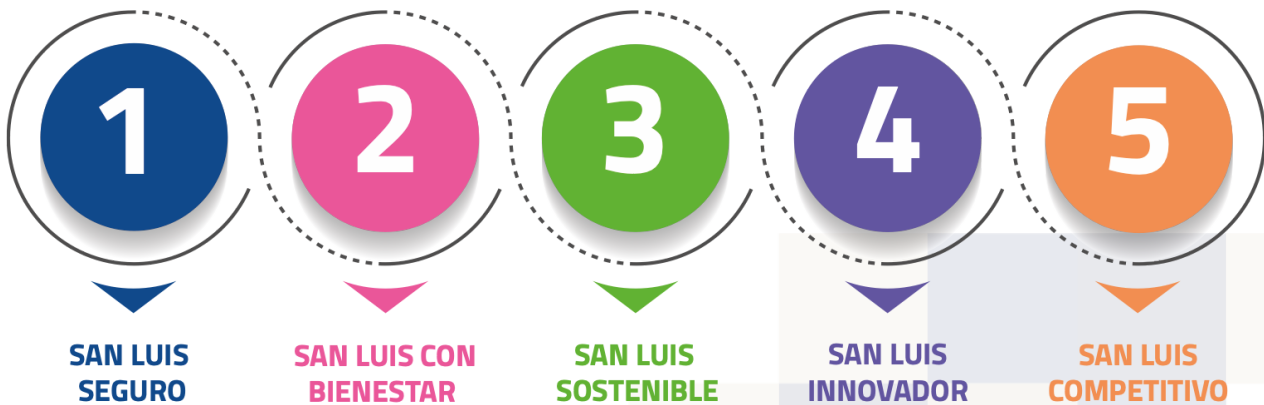 1
2
3
4
5
SAN LUIS
SEGURO
SAN LUIS CON
BIENESTAR
SAN LUIS
SOSTENIBLE
SAN LUIS
INNOVADOR
SAN LUIS
COMPETITIVO